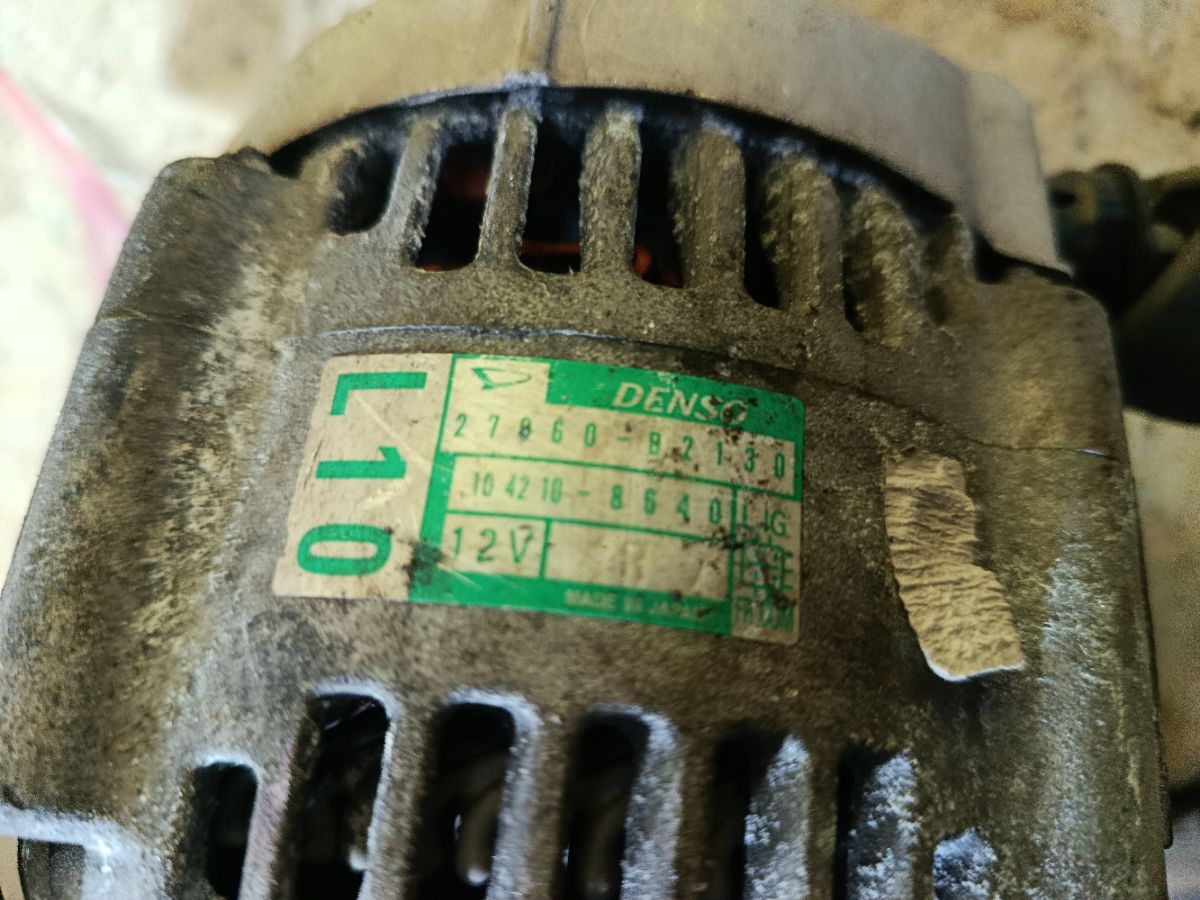 L10
DENSO
27060-B2130
104210-8640
12V
MADE IN JAPAN